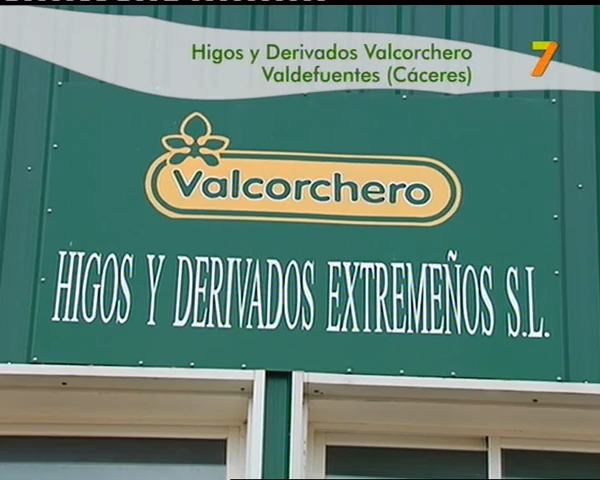 Higos y Derivados Valcorchero
Valdefuentes (Cáceres)
7
Valcorchero
HIGOS Y DERIVADOS EXTREMEÑOS S.L.